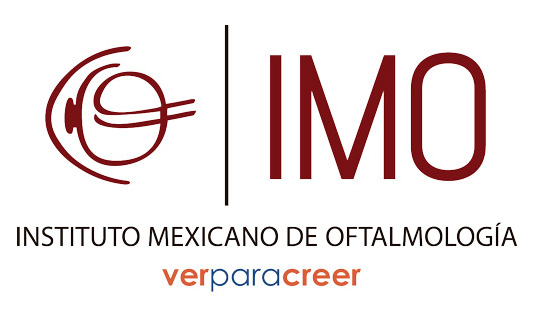 IMO
INSTITUTO MEXICANO DE OFTALMOLOGÍA
verparacreer